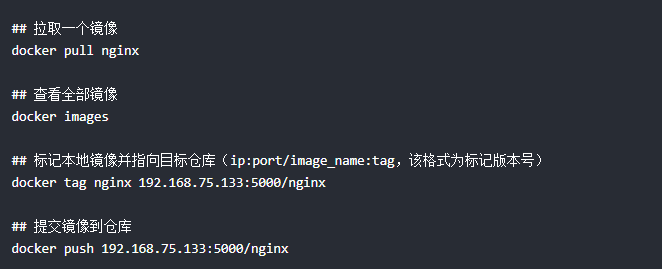 ## 拉取一个镜像
docker pull nginx
## 查看全部镜像
docker images
## 标记本地镜像并指向目标仓库（ip:port/image_name:tag，该格式为标记版本号）
docker tag nginx 192.168.75.133:5000/nginx
## 提交镜像到仓库
docker push 192.168.75.133:5000/nginx